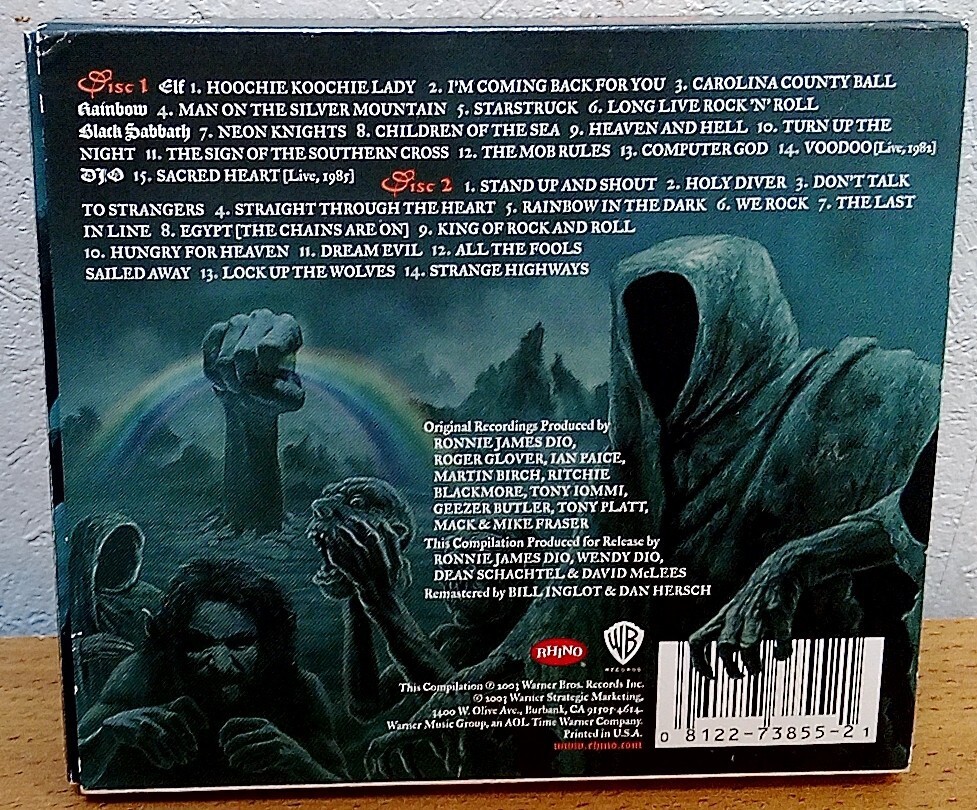 Disc 1 Elf 1. HOOCHIE KOOCHIE LADY 2. I'M COMING BACK FOR YOU 3. CAROLINA COUNTY BALL
Rainbow 4. MAN ON THE SILVER MOUNTAIN 5. STARSTRUCK 6. LONG LIVE ROCK 'N' ROLL
Black Sabbath 7. NEON KNIGHTS 8. CHILDREN OF THE SEA 9. HEAVEN AND HELL 10. TURN UP THE
NIGHT 11. THE SIGN OF THE SOUTHERN CROSS 12. THE MOB RULES 13. COMPUTER GOD 14. VOODOO [Live, 1981]
DIO 15. SACRED HEART [Live, 1985] Disc 2 1. STAND UP AND SHOUT 2. HOLY DIVER 3. DON'T TALK
TO STRANGERS 4. STRAIGHT THROUGH THE HEART 5. RAINBOW IN THE DARK 6. WE ROCK 7. THE LAST
IN LINE 8. EGYPT [THE CHAINS ARE ON] 9. KING OF ROCK AND ROLL
10. HUNGRY FOR HEAVEN 11. DREAM EVIL 12. ALL THE FOOLS
SAILED AWAY 13. LOCK UP THE WOLVES 14. STRANGE HIGHWAYS
Original Recordings Produced by
RONNIE JAMES DIO,
ROGER GLOVER, IAN PAICE,
MARTIN BIRCH, RITCHIE
BLACKMORE, TONY IOMMI,
GEEZER BUTLER, TONY PLATT,
MACK & MIKE FRASER
This Compilation Produced for Release by
RONNIE JAMES DIO, WENDY DIO,
DEAN SCHACHTEL & DAVID McLEES
Remastered by BILL INGLOT & DAN HERSCH
RHINO
WB
RECORDS
This Compilation ℗ 2003 Warner Bros. Records Inc.
© 2003 Warner Strategic Marketing,
3400 W. Olive Ave., Burbank, CA 91505-4614.
Warner Music Group, an AOL Time Warner Company.
Printed in U.S.A.
www.rhino.com
0 8122-73855-2 1